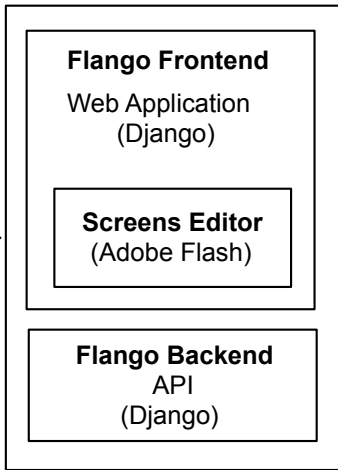 Flango Frontend
Web Application
(Django)
Screens Editor
(Adobe Flash)
Flango Backend
API
(Django)